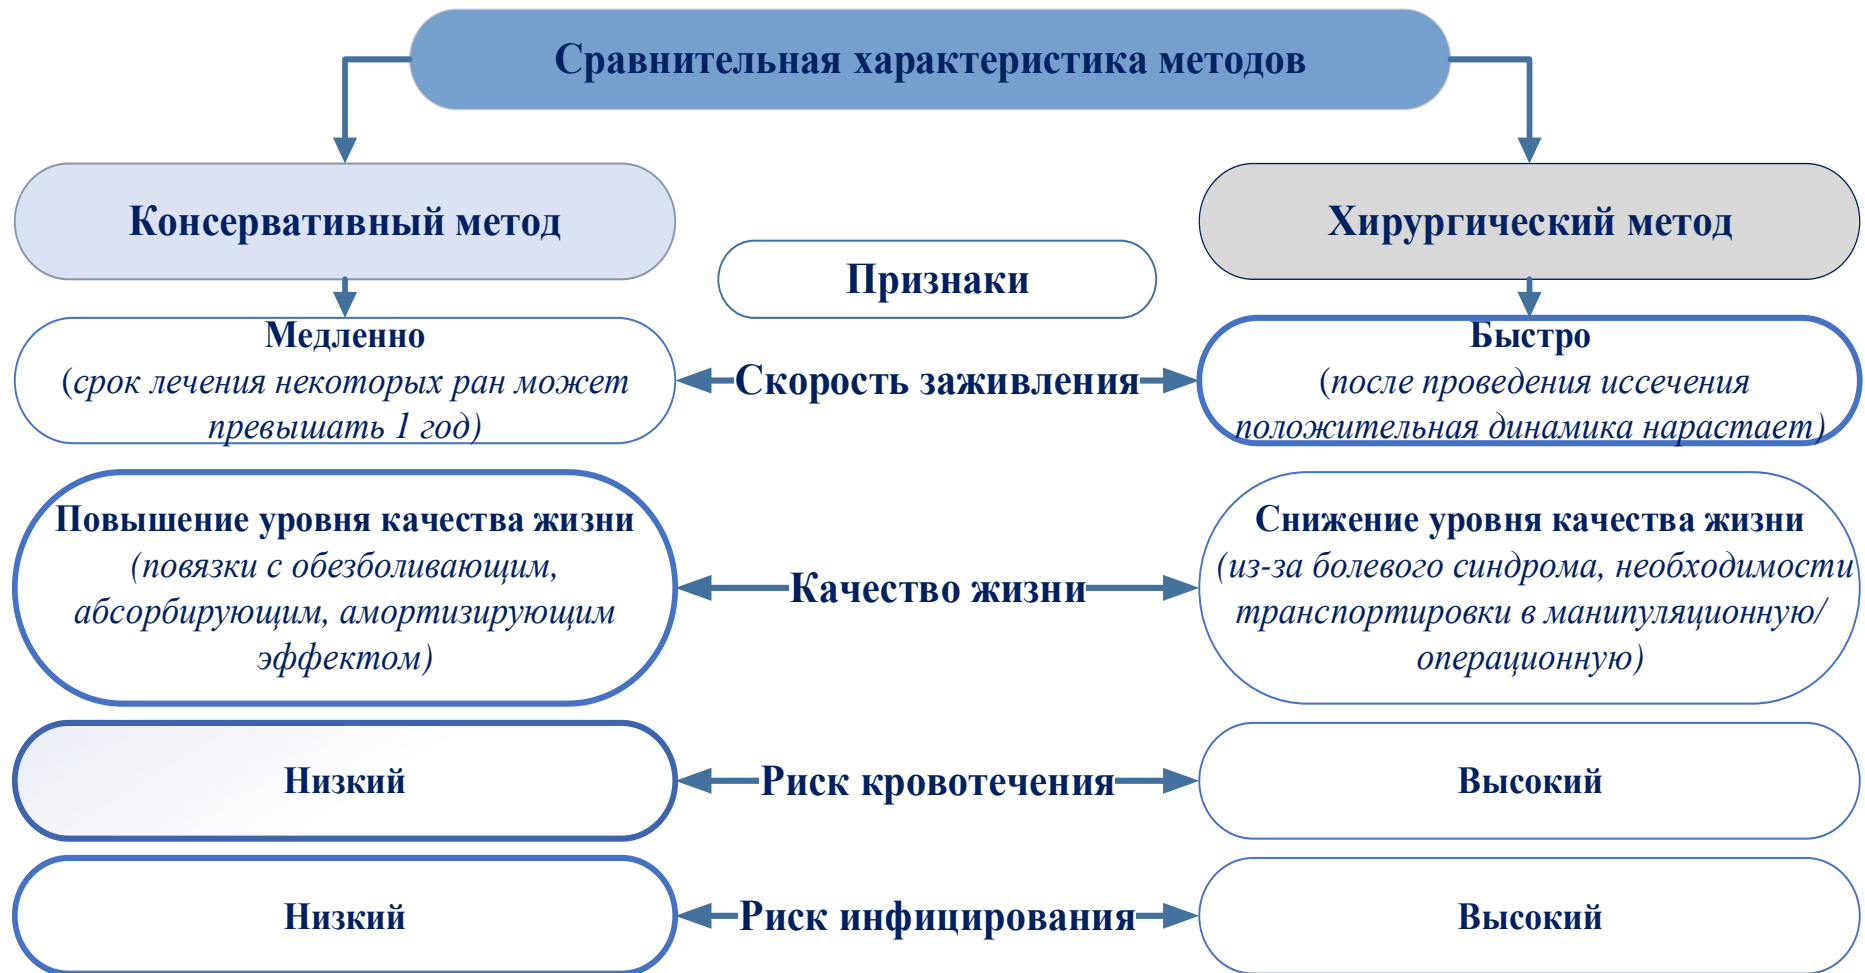 Сравнительная характеристика методов
Консервативный метод
Хирургический метод
Признаки
Медленно
(срок лечения некоторых ран может
превышать 1 год)
Скорость заживления
Быстро
(после проведения иссечения
положительная динамика нарастает)
Повышение уровня качества жизни
(повязки с обезболивающим,
абсорбирующим, амортизирующим
эффектом)
Качество жизни
Снижение уровня качества жизни
(из-за болевого синдрома, необходимости
транспортировки в манипуляционную/
операционную)
Низкий
Риск кровотечения
Высокий
Низкий
Риск инфицирования
Высокий